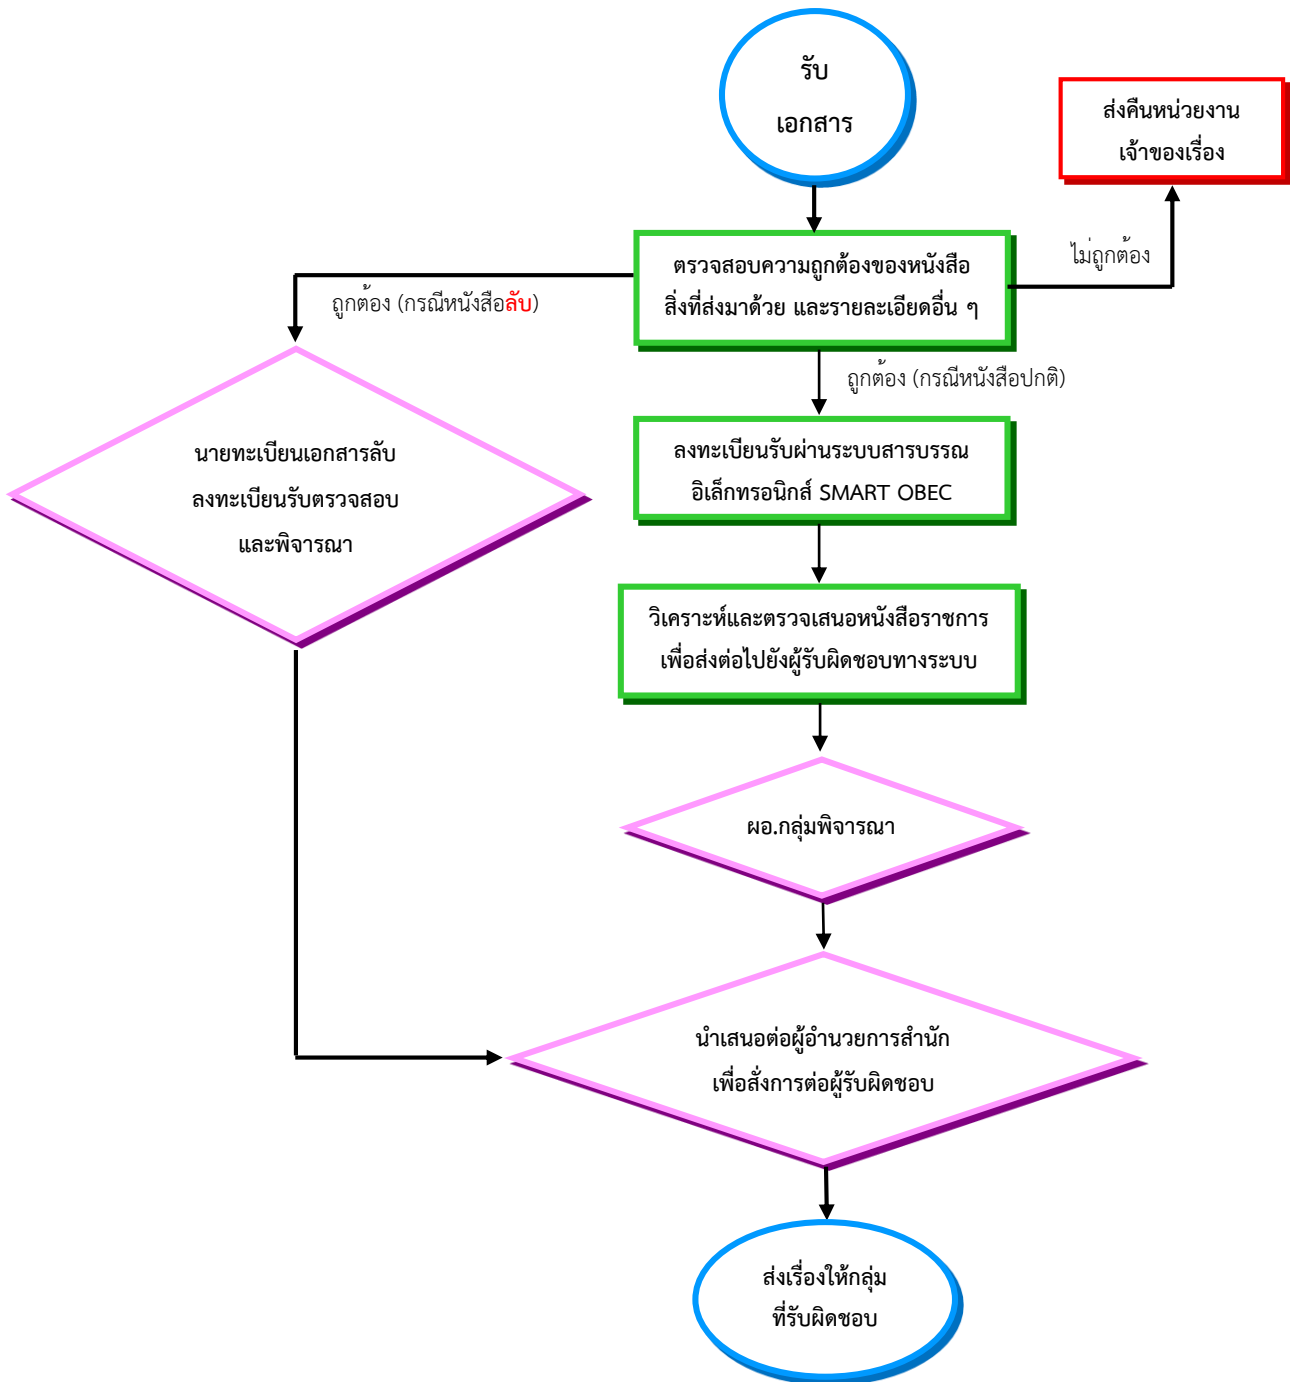 รับ
เอกสาร
ส่งคืนหน่วยงาน
เจ้าของเรื่อง
ไม่ถูกต้อง
ตรวจสอบความถูกต้องของหนังสือ
สิ่งที่ส่งมาด้วย และรายละเอียดอื่น ๆ
ถูกต้อง (กรณีหนังสือลับ)
ถูกต้อง (กรณีหนังสือปกติ)
นายทะเบียนเอกสารลับ
ลงทะเบียนรับตรวจสอบ
และพิจารณา
ลงทะเบียนรับผ่านระบบสารบรรณ
อิเล็กทรอนิกส์ SMART OBEC
วิเคราะห์และตรวจเสนอหนังสือราชการ
เพื่อส่งต่อไปยังผู้รับผิดชอบทางระบบ
ผอ.กลุ่มพิจารณา
นำเสนอต่อผู้อำนวยการสำนัก
เพื่อสั่งการต่อผู้รับผิดชอบ
ส่งเรื่องให้กลุ่ม
ที่รับผิดชอบ